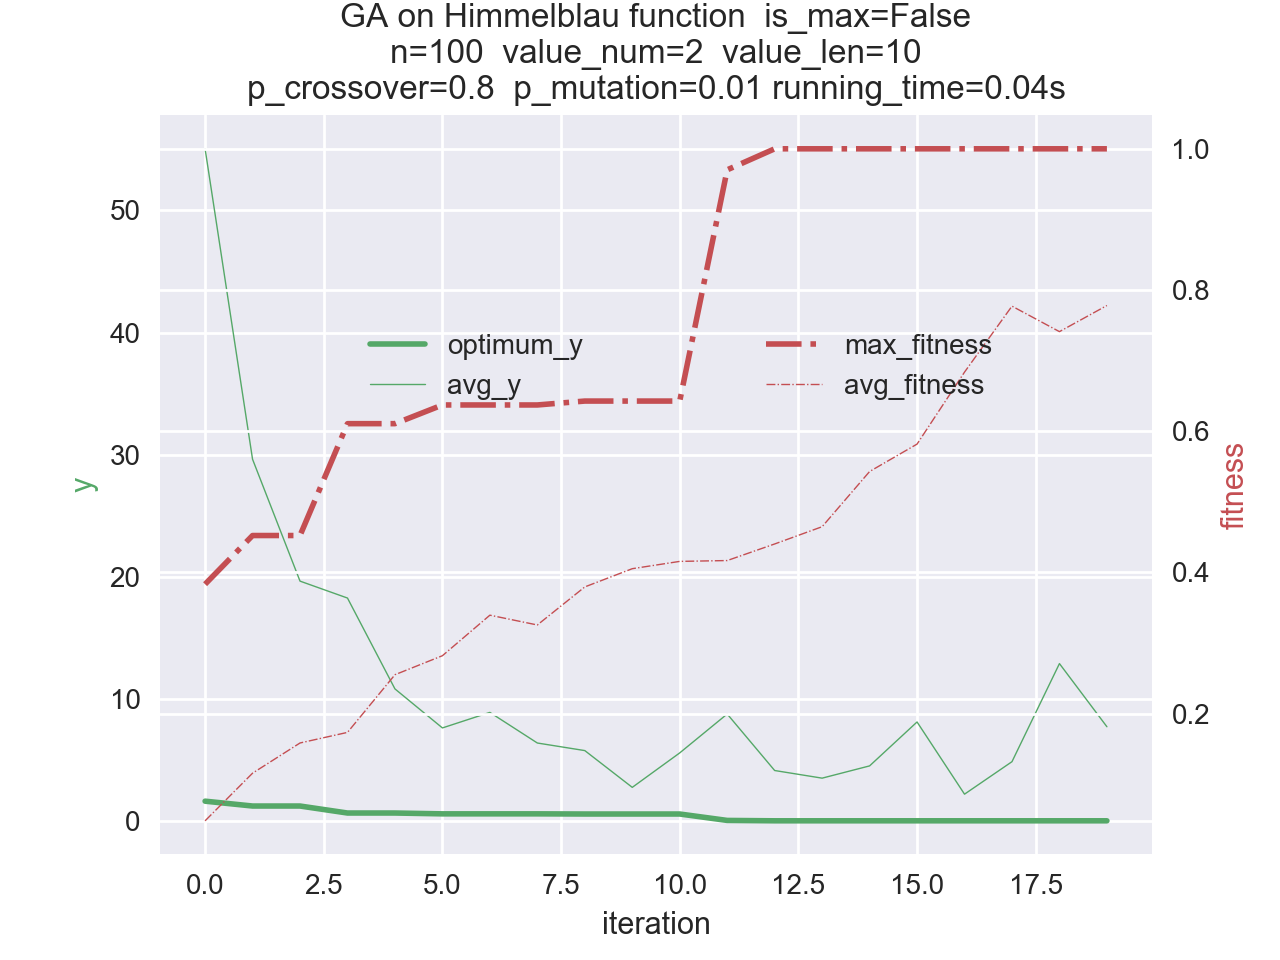 GA on Himmelblau function  is_max=False
n=100  value_num=2  value_len=10
p_crossover=0.8  p_mutation=0.01 running_time=0.04s
50
40
30
20
10
0
y
1.0
0.8
0.6
0.4
0.2
fitness
optimum_y
avg_y
max_fitness
avg_fitness
0.0 2.5 5.0 7.5 10.0 12.5 15.0 17.5
iteration